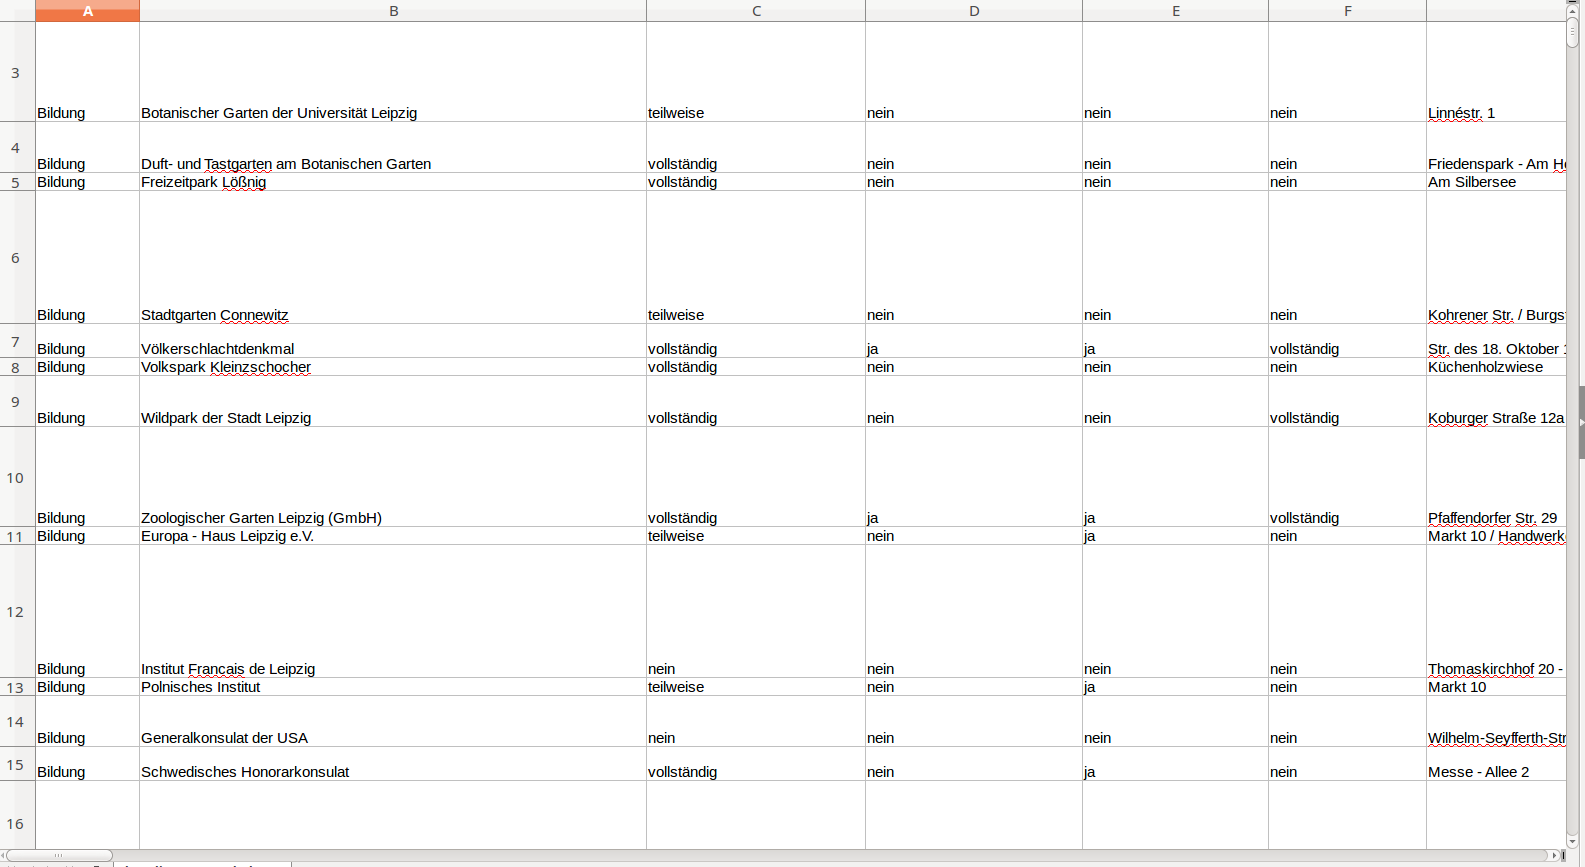 A B C D E F
3 Bildung Botanischer Garten der Universität Leipzig teilweise nein nein nein Linnéstr. 1
4 Bildung Duft- und Tastgarten am Botanischen Garten vollständig nein nein nein Friedenspark - Am
5 Bildung Freizeitpark Lößnig vollständig nein nein nein Am Silbersee
6 Bildung Stadtgarten Connewitz teilweise nein nein nein Kohrener Str. /
7 Bildung Völkerschlachtdenkmal vollständig ja ja vollständig Str. des 18. Oktober
8 Bildung Volkspark Kleinzschocher vollständig nein nein nein Küchenholzwiese
9 Bildung Wildpark der Stadt Leipzig vollständig nein nein vollständig Koburger Straße 12a
10 Bildung Zoologischer Garten Leipzig (GmbH) vollständig ja ja vollständig Pfaffendorfer Str. 29
11 Bildung Europa - Haus Leipzig e.V. teilweise nein ja nein Markt 10 / Handwerk
12 Bildung Institut Francais de Leipzig nein nein nein nein Thomaskirchhof 20 -
13 Bildung Polnisches Institut teilweise nein ja nein Markt 10
14 Bildung Generalkonsulat der USA nein nein nein nein Wilhelm-Seyfferth-Str
15 Bildung Schwedisches Honorarkonsulat vollständig nein ja nein Messe - Allee 2
16